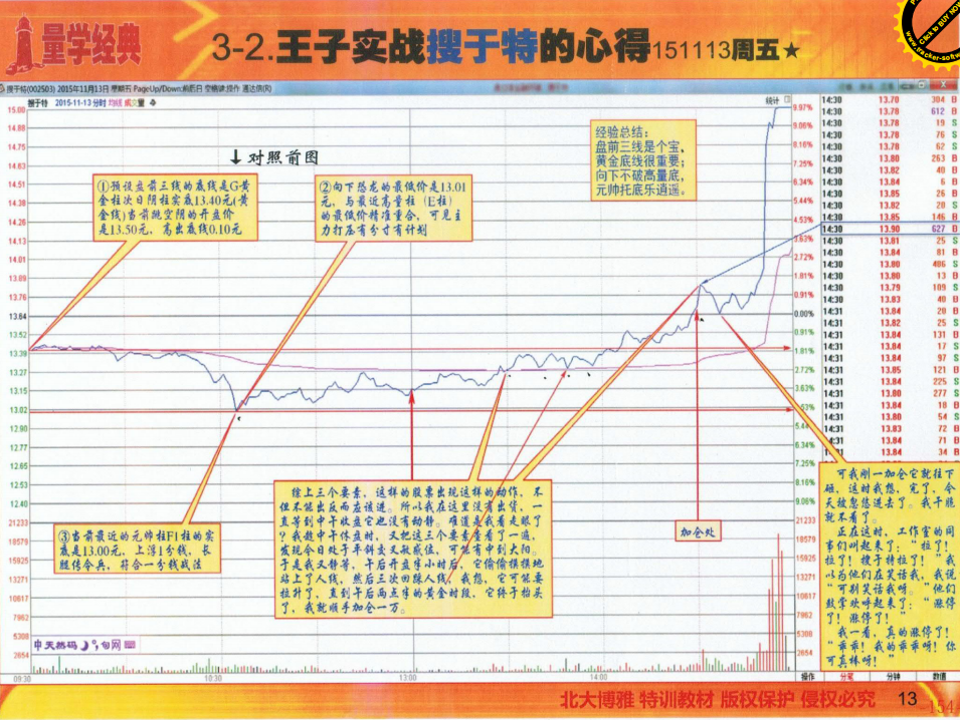 量学经典
3-2.王子实战搜于特的心得151113周五★
Click to BUY NOW
搜于特(002503) 2015年11月13日 星期五 PageUp/Down:前后日 空格键:操作 通达信(R)
搜于特 2015-11-13 分时 均线 成交量
统计
↓对照前图
经验总结:
盘前三线是个宝,
黄金底线很重要;
向下不破高量底,
元帅托底乐逍遥。
①预设盘前三线的底线是G黄
金柱次日阴柱实底13.40元(黄
金线)当前跳空阴的开盘价
是13.50元,高出底线0.10元
②向下恐龙的最低价是13.01
元,与最近高量柱(E柱)
的最低价精准重合,可见主
力打压有分寸有计划
③当前最近的元帅柱F1柱的实
底是13.00元,上浮1分钱,长
腿传令兵,符合一分钱战法
综上三个要素,这样的股票出现这样的动作,不
但不能出反而应该进。所以我在这里没有出货,一
直等到中午收盘它也没有动静。难道是我看走眼了
?我趁中午休盘时,又把这三个要素查看了一遍,
发现今日处于平斜交叉敏感位,可能有中到大阳。
于是我又静等,午后开盘半小时后,它偷偷摸摸地
站上了人线,然后三次回踩人线,我想,它可能要
拉升了,直到午后两点半的黄金时段,它终于抬头
了,我就顺手加仓一万。
加仓处
可我刚一加仓它就往下
砸,这时我想,完了,今
天被忽悠进去了。我干脆
就不看了。
正在这时,工作室的同
事们叫起来了:“拉了!
拉了!搜于特拉了!”我
以为他们在笑话我,我说
“可别笑话我呀。”他们
鼓掌欢呼起来了:“涨停
了!涨停了!”
我一看,真的涨停了!
“乖乖!我的乖乖呀!你
可真棒呀!”
15.00
14.88
14.75
14.63
14.51
14.38
14.26
14.13
14.01
13.89
13.76
13.64
13.52
13.39
13.27
13.15
13.02
12.90
12.77
12.65
12.53
12.40
21233
18579
15925
13271
10617
7962
5308
2654
9.97%
9.06%
8.16%
7.25%
6.34%
5.44%
4.53%
3.63%
2.72%
1.81%
0.91%
0.00%
0.91%
1.81%
2.72%
3.63%
6.34%
7.25%
8.16%
9.06%
21233
18579
15925
13271
10617
7962
5308
2654
14:30 13.70 304 B
14:30 13.78 612 B
14:30 13.78 19 S
14:30 13.70 76 S
14:30 13.78 62 S
14:30 13.80 263 B
14:30 13.82 40 B
14:30 13.84 6 B
14:30 13.85 26 B
14:30 13.82 20 S
14:30 13.85 146 B
14:30 13.90 627 B
14:30 13.81 25 S
14:30 13.84 81 B
14:30 13.80 406 S
14:30 13.80 13 B
14:30 13.79 109 S
14:30 13.83 40 B
14:31 13.84 20 B
14:31 13.82 25 S
14:31 13.84 131 B
14:31 13.84 17 S
14:31 13.84 97 S
14:31 13.85 121 B
14:31 13.84 225 S
14:31 13.80 277 S
14:31 13.84 18 B
14:31 13.80 54 S
14:31 13.83 72 B
14:31 13.84 71 B
14:31 13.84 34 B
中天热码
09:30
10:30
13:00
14:00
操作
分笔
分钟
数值
北大博雅 特训教材 版权保护 侵权必究
13
154